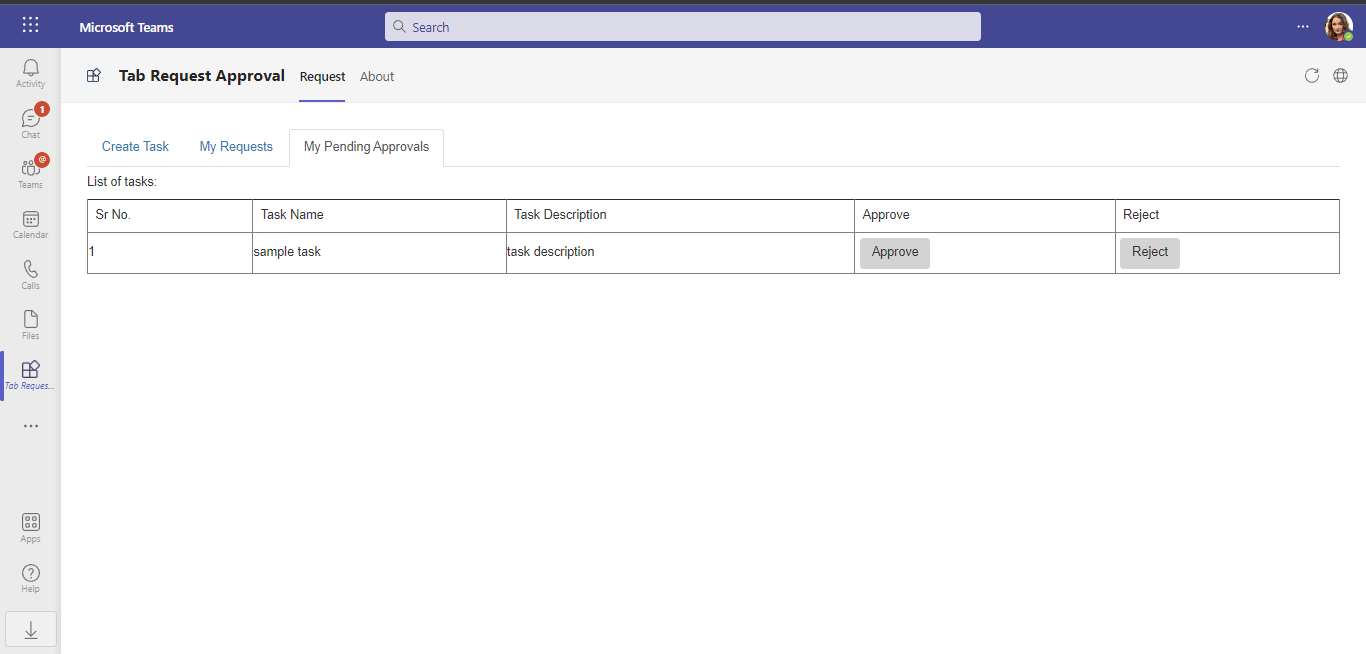 Microsoft Teams
Search
Activity
1
Chat
@
Teams
Calendar
Calls
Files
Tab Reques...
Apps
Help
Tab Request Approval Request About
Create Task My Requests My Pending Approvals
List of tasks:
Sr No. Task Name Task Description Approve Reject
1 sample task task description Approve Reject